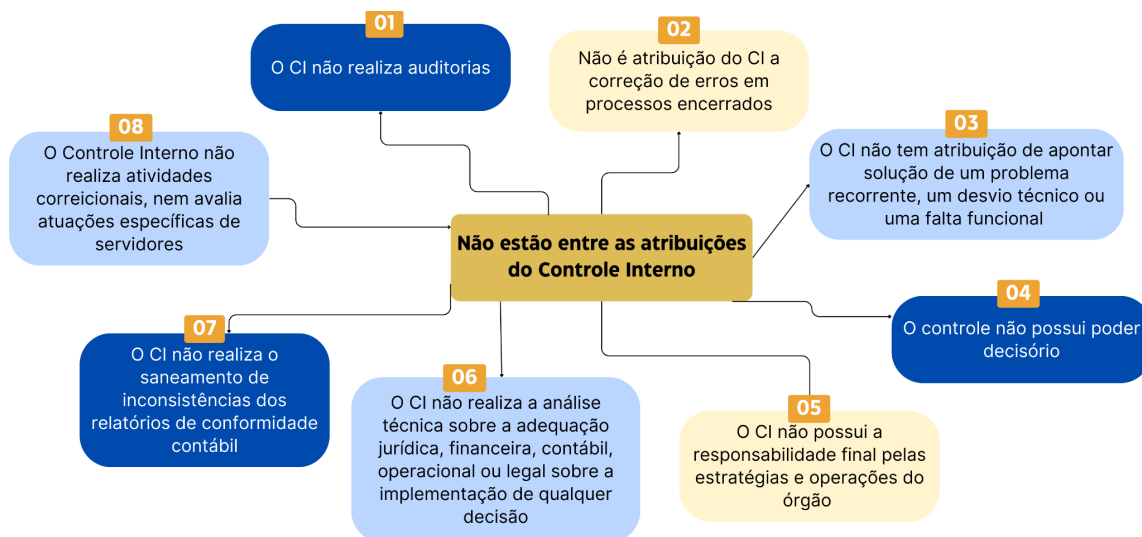 01
O CI não realiza auditorias
02
Não é atribuição do CI a
correção de erros em
processos encerrados
03
O CI não tem atribuição de apontar
solução de um problema
recorrente, um desvio técnico ou
uma falta funcional
08
O Controle Interno não
realiza atividades
correicionais, nem avalia
atuações específicas de
servidores
Não estão entre as atribuições
do Controle Interno
04
O controle não possui poder
decisório
07
O CI não realiza o
saneamento de
inconsistências dos
relatórios de conformidade
contábil
06
O CI não realiza a análise
técnica sobre a adequação
jurídica, financeira, contábil,
operacional ou legal sobre a
implementação de qualquer
decisão
05
O CI não possui a
responsabilidade final pelas
estratégias e operações do
órgão